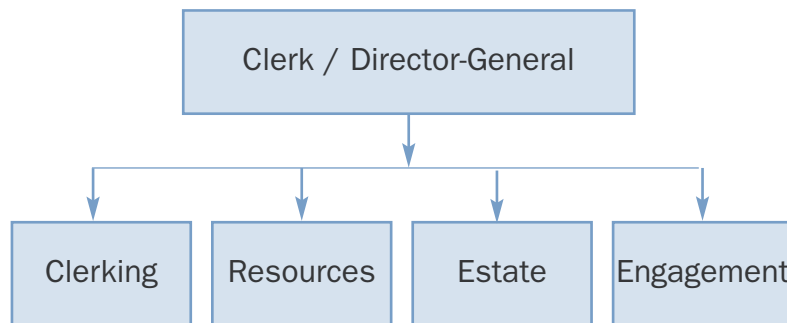 Clerk / Director-General
Clerking
Resources
Estate
Engagement